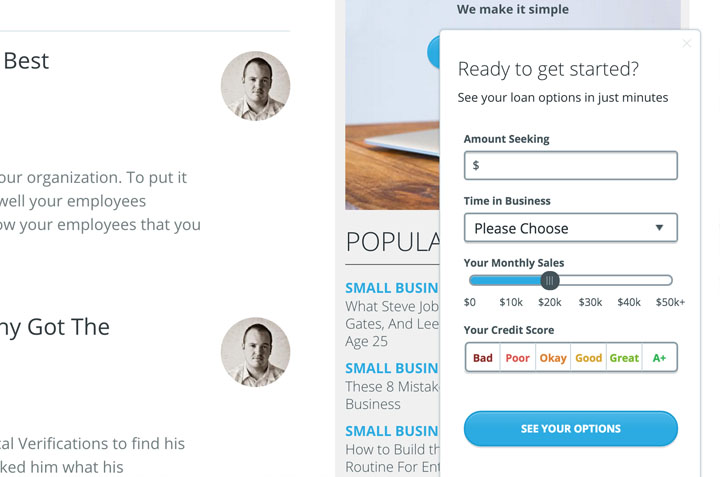 Best
our organization. To put it
well your employees
ow your employees that you
ny Got The
cal Verifications to find his
ked him what his
We make it simple
POPULA
SMALL BUSIN
What Steve Job
Gates, And Lee
Age 25
SMALL BUSIN
These 8 Mistak
Business
SMALL BUSIN
How to Build th
Routine For Ent
Ready to get started?
See your loan options in just minutes
Amount Seeking
$
Time in Business
Please Choose
Your Monthly Sales
$0 $10k $20k $30k $40k $50k+
Your Credit Score
Bad Poor Okay Good Great A+
SEE YOUR OPTIONS